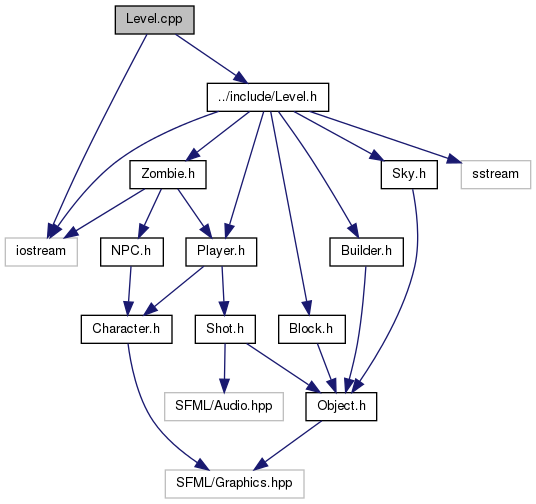 Level.cpp
../include/Level.h
Zombie.h
Sky.h
sstream
iostream
NPC.h
Player.h
Builder.h
Character.h
Shot.h
Block.h
SFML/Audio.hpp
Object.h
SFML/Graphics.hpp